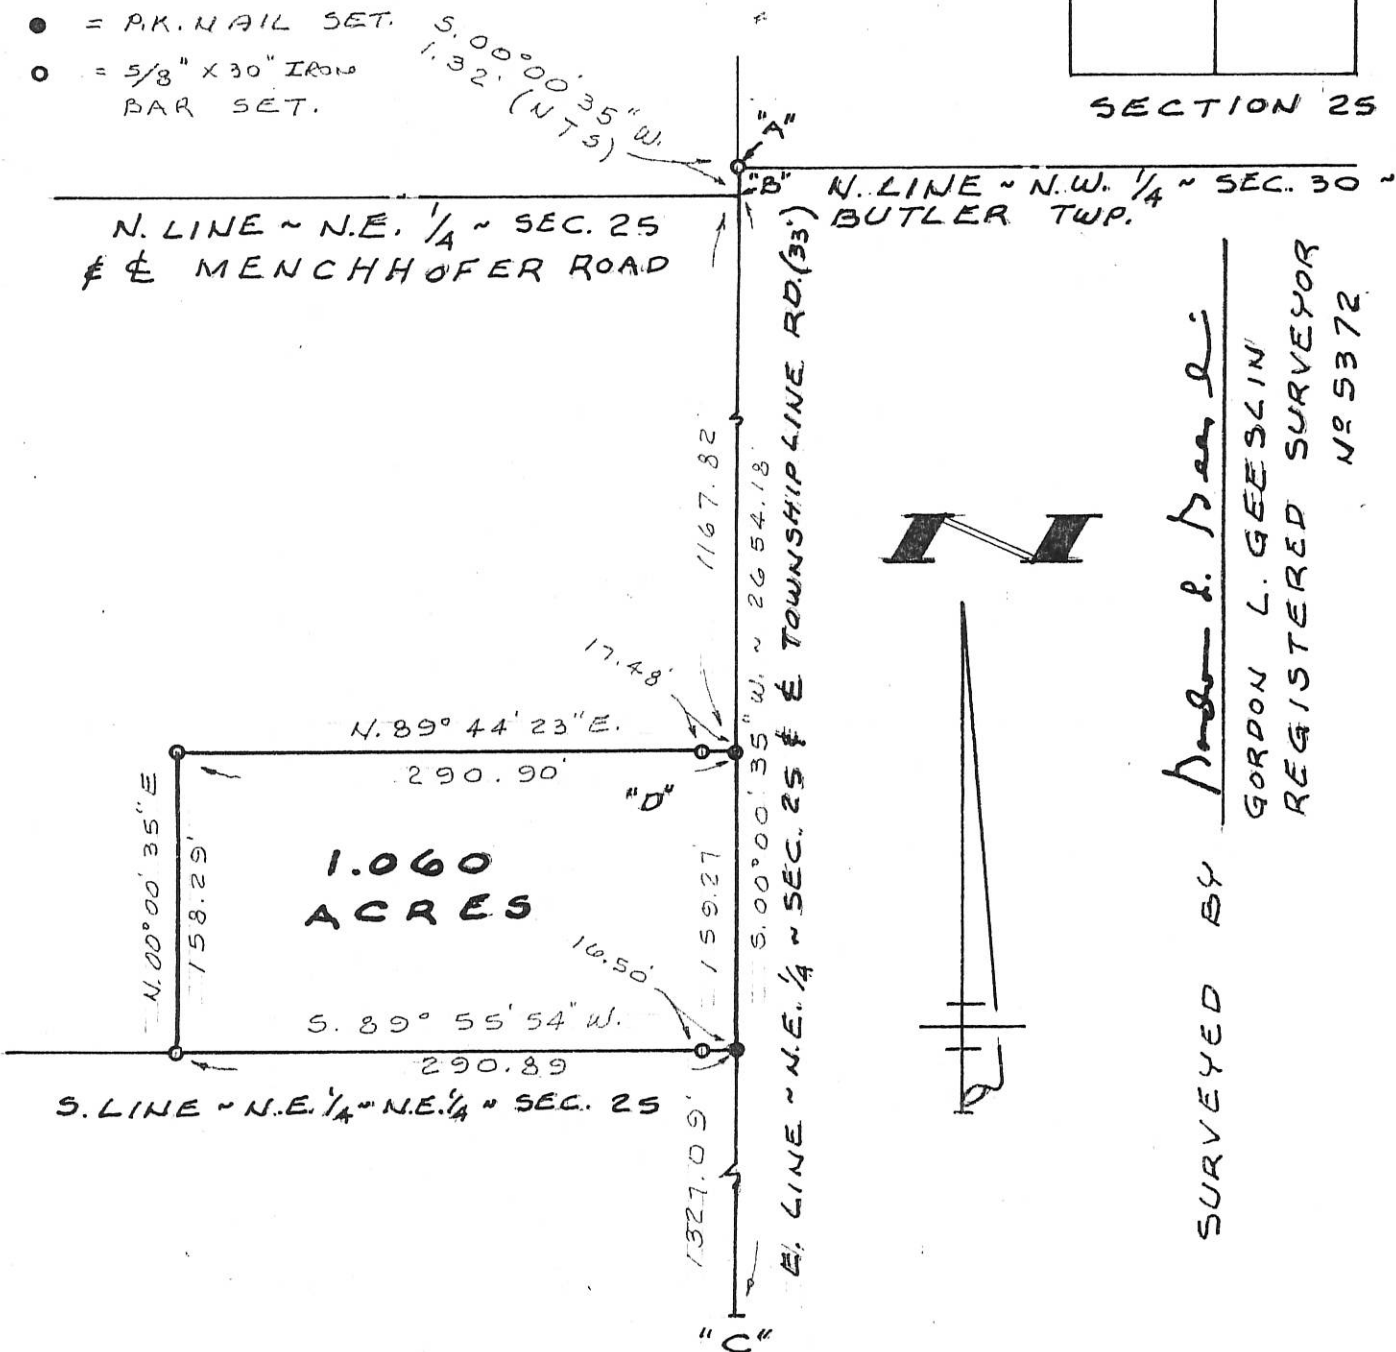 ● = P.K. NAIL SET.
○ = 5/8" X 30" IRON
BAR SET.
S. 00° 00' 35" W.
1.32' (NTS)
SECTION 25
"A"
"B"
N. LINE ~ N.W. 1/4 ~ SEC. 30 ~
BUTLER TWP.
N. LINE ~ N.E. 1/4 ~ SEC. 25
& ℄ MENCHHOFER ROAD
1167.82
S. 00° 00' 35" W. ~ 2654.18'
E. LINE ~ N.E. 1/4 ~ SEC. 25 & ℄ TOWNSHIP LINE RD. (33')
17.48'
N. 89° 44' 23" E.
290.90'
"D"
N. 00° 00' 35" E
158.29'
1.060
ACRES
159.27'
16.50'
S. 89° 55' 54" W.
290.89
S. LINE ~ N.E. 1/4 ~ N.E. 1/4 ~ SEC. 25
1327.09'
"C"
N
SURVEYED BY
GORDON L. GEESLIN
REGISTERED SURVEYOR
Nº 5372